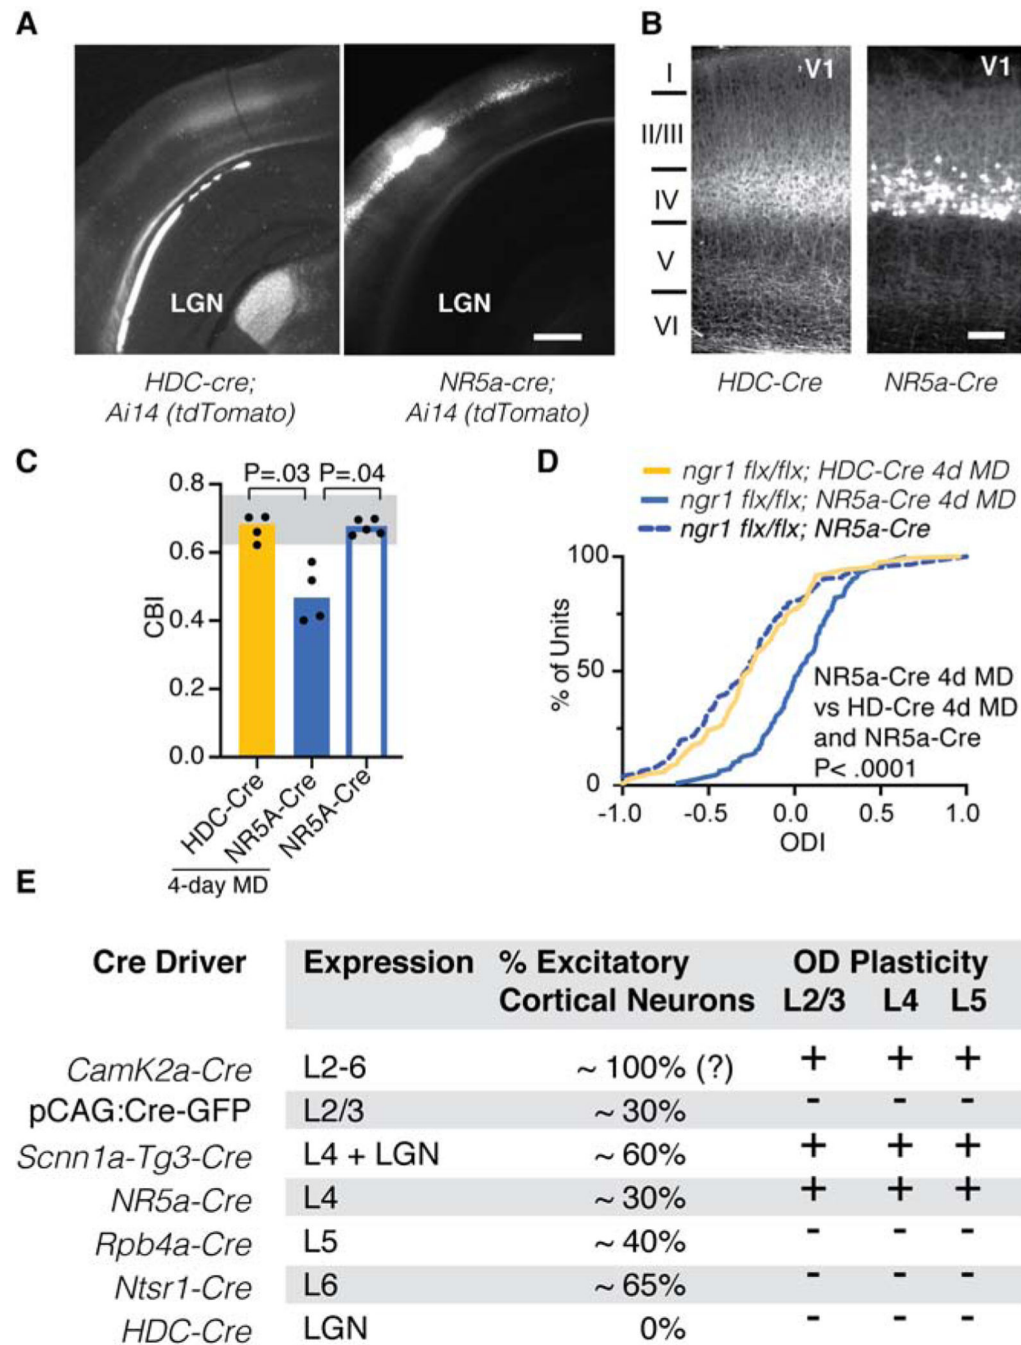 A
LGN
LGN
HDC-cre;
Ai14 (tdTomato)
NR5a-cre;
Ai14 (tdTomato)
B
I
II/III
IV
V
VI
V1
V1
HDC-Cre
NR5a-Cre
C
P=.03 P=.04
CBI
0.8
0.6
0.4
0.2
0.0
HDC-Cre
NR5A-Cre
NR5A-Cre
4-day MD
D
ngr1 flx/flx; HDC-Cre 4d MD
ngr1 flx/flx; NR5a-Cre 4d MD
ngr1 flx/flx; NR5a-Cre
% of Units
100
50
0
NR5a-Cre 4d MD
vs HD-Cre 4d MD
and NR5a-Cre
P< .0001
-1.0 -0.5 0.0 0.5 1.0
ODI
E
Cre Driver Expression % Excitatory OD Plasticity
Cortical Neurons L2/3 L4 L5
CamK2a-Cre L2-6 ~ 100% (?) + + +
pCAG:Cre-GFP L2/3 ~ 30% - - -
Scnn1a-Tg3-Cre L4 + LGN ~ 60% + + +
NR5a-Cre L4 ~ 30% + + +
Rpb4a-Cre L5 ~ 40% - - -
Ntsr1-Cre L6 ~ 65% - - -
HDC-Cre LGN 0% - - -